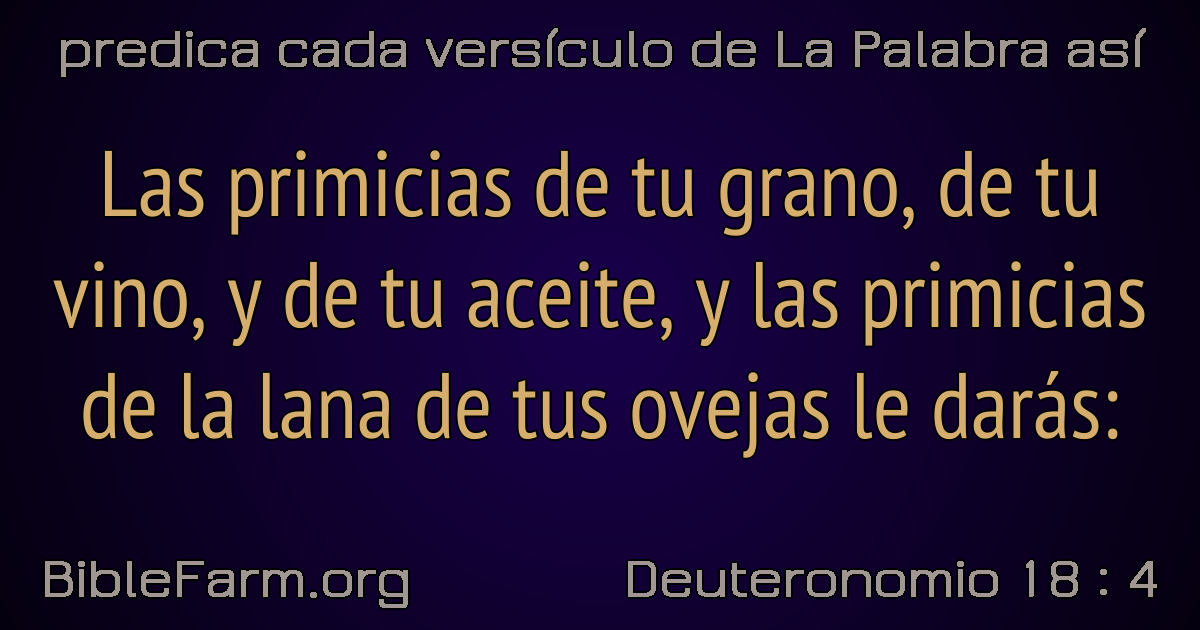 predica cada versículo de La Palabra así
Las primicias de tu grano, de tu
vino, y de tu aceite, y las primicias
de la lana de tus ovejas le darás:
BibleFarm.org
Deuteronomio 18 : 4